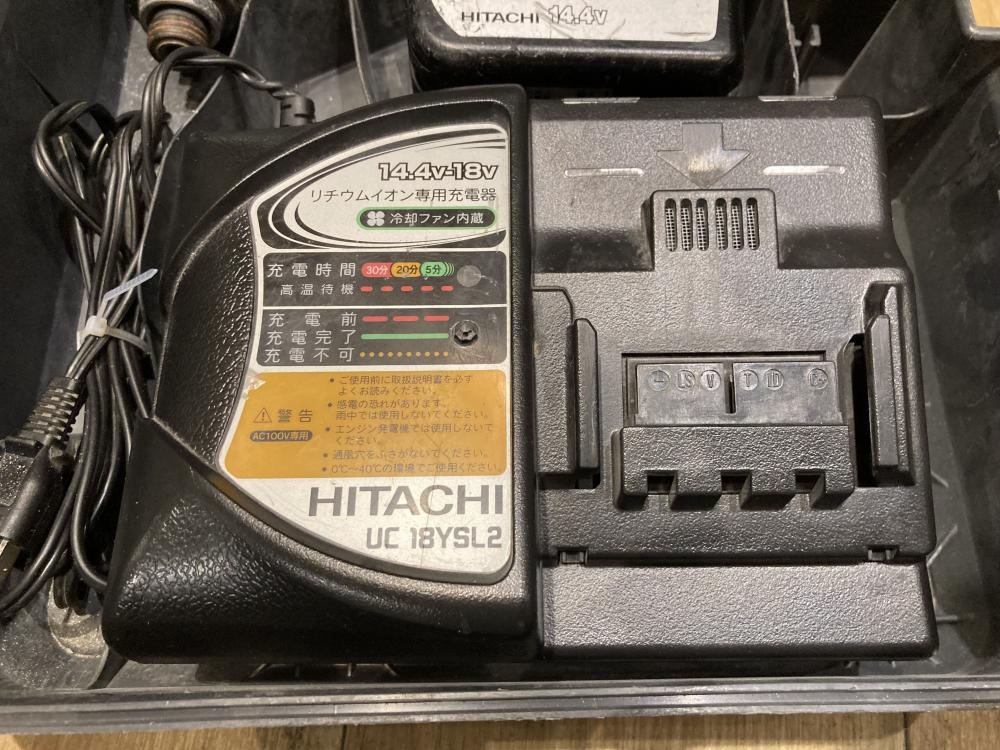 HITACHI 14.4v
14.4v-18v
リチウムイオン専用充電器
冷却ファン内蔵
充電時間 30分 20分 5分
高温待機
充電前
充電完了
充電不可
警告
AC100V専用
• ご使用前に取扱説明書を必ず
よくお読みください。
• 感電の恐れがあります。
雨中では使用しないでください。
• エンジン発電機では使用しないで
ください。
• 通風穴をふさがないでください。
• 0℃〜40℃の環境でご使用ください。
HITACHI
UC 18YSL2
LS V T ID